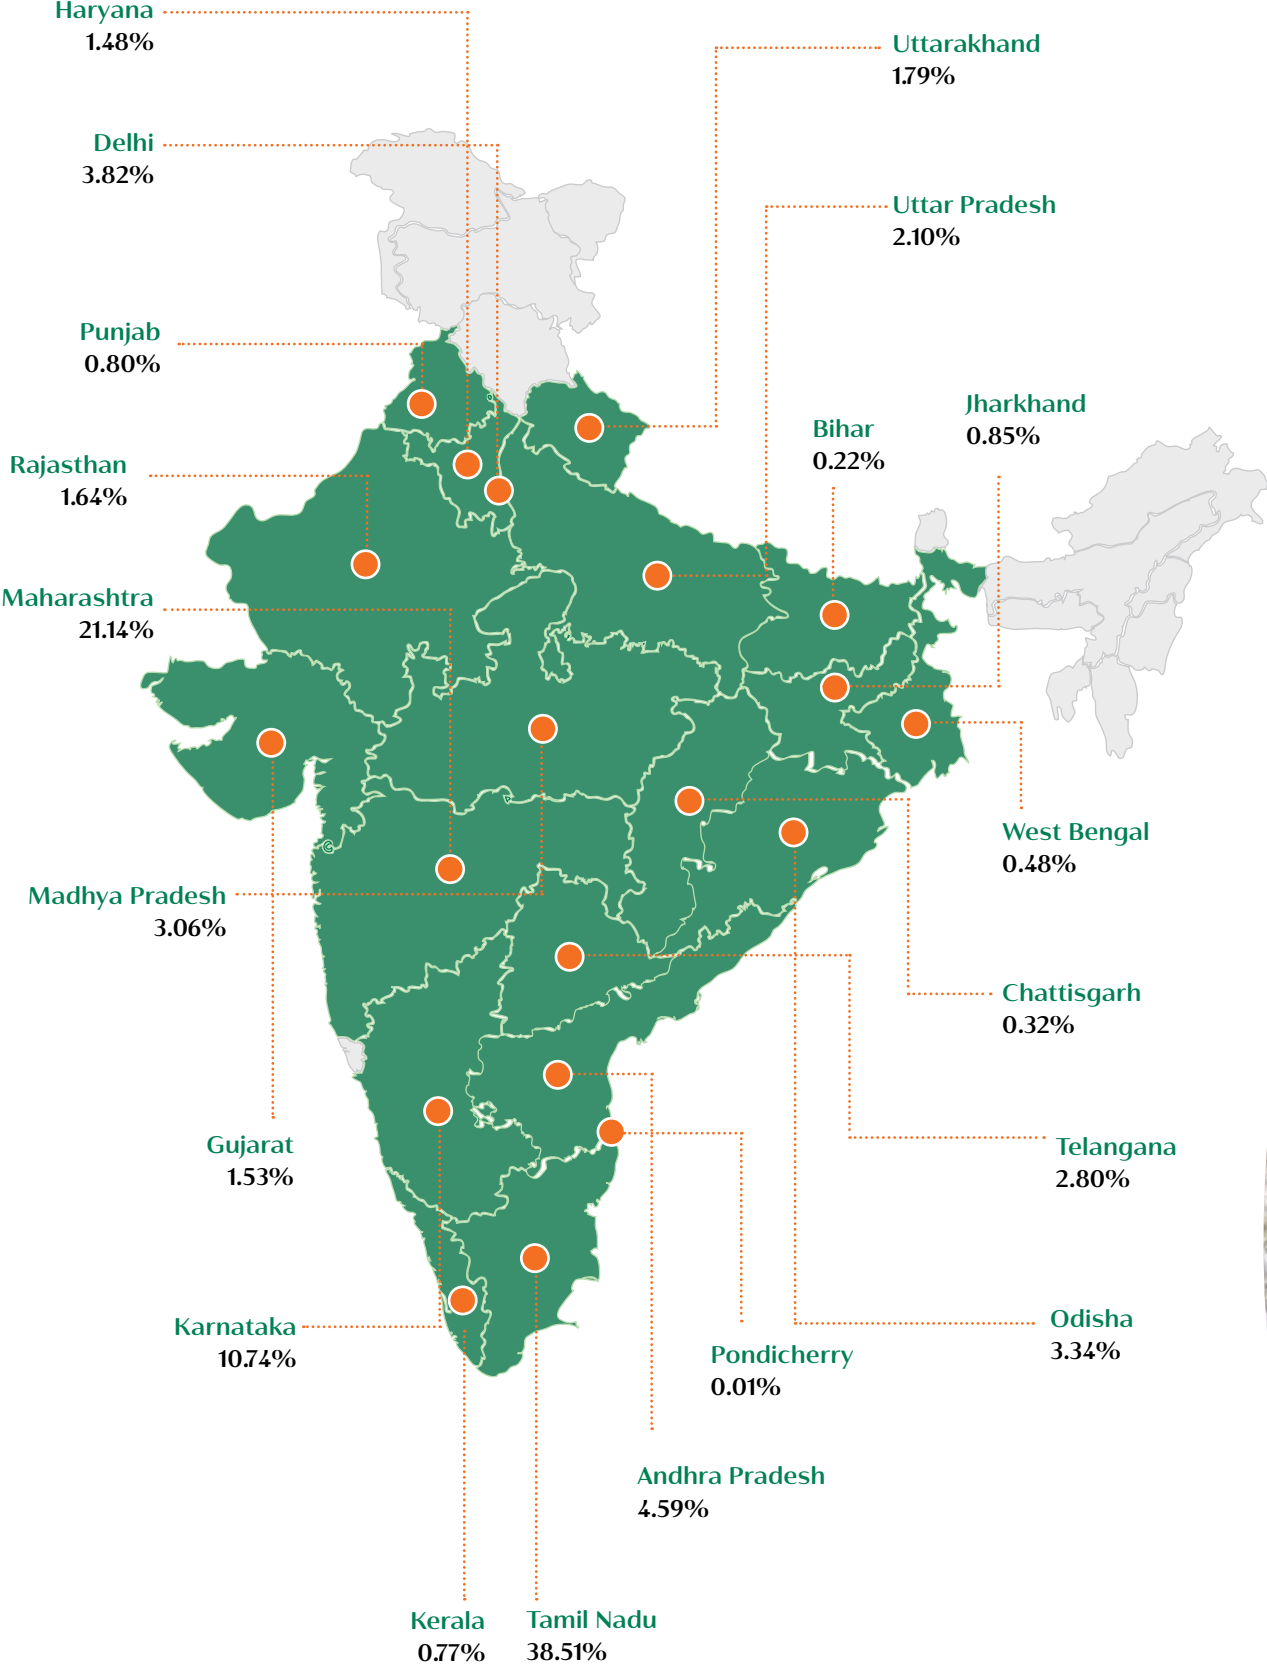 Haryana
1.48%
Uttarakhand
1.79%
Delhi
3.82%
Uttar Pradesh
2.10%
Punjab
0.80%
Jharkhand
0.85%
Bihar
0.22%
Rajasthan
1.64%
Maharashtra
21.14%
West Bengal
0.48%
Madhya Pradesh
3.06%
Chattisgarh
0.32%
Gujarat
1.53%
Telangana
2.80%
Karnataka
10.74%
Odisha
3.34%
Pondicherry
0.01%
Andhra Pradesh
4.59%
Kerala
0.77%
Tamil Nadu
38.51%